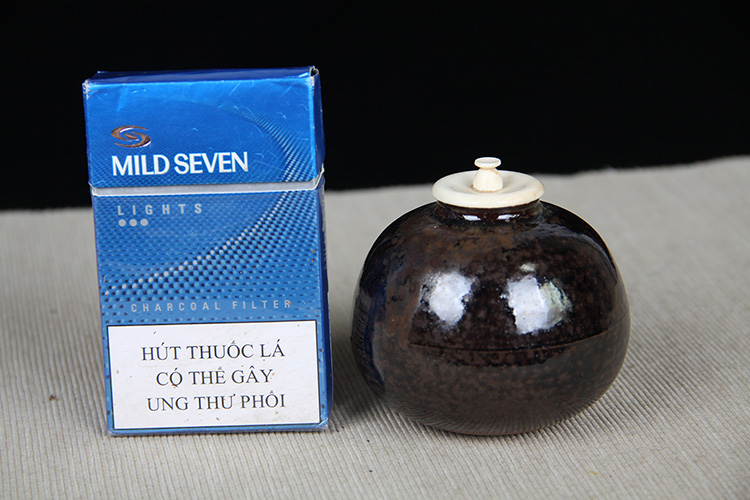 MILD SEVEN
LIGHTS
CHARCOAL FILTER
HÚT THUỐC LÁ
CÓ THỂ GÂY
UNG THƯ PHỔI